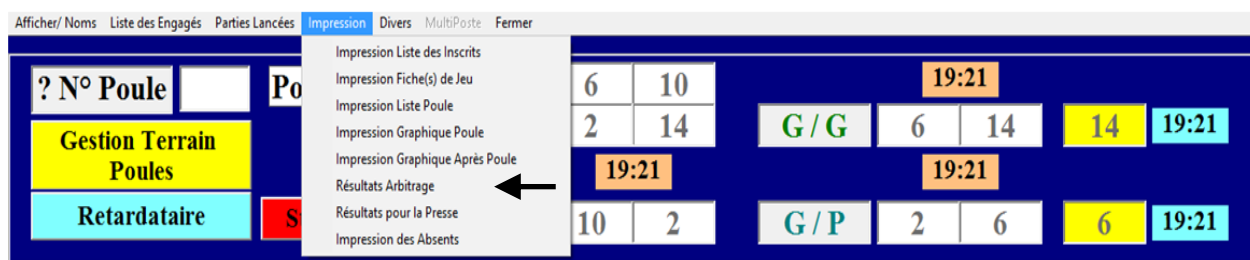 Afficher/ Noms Liste des Engagés Parties Lancées Impression Divers MultiPoste Fermer
Impression Liste des Inscrits
Impression Fiche(s) de Jeu
Impression Liste Poule
Impression Graphique Poule
Impression Graphique Après Poule
Résultats Arbitrage
Résultats pour la Presse
Impression des Absents
? N° Poule Po 6 10 19:21
2 14 G / G 6 14 14 19:21
Gestion Terrain
Poules
19:21 19:21
Retardataire S 10 2 G / P 2 6 6 19:21